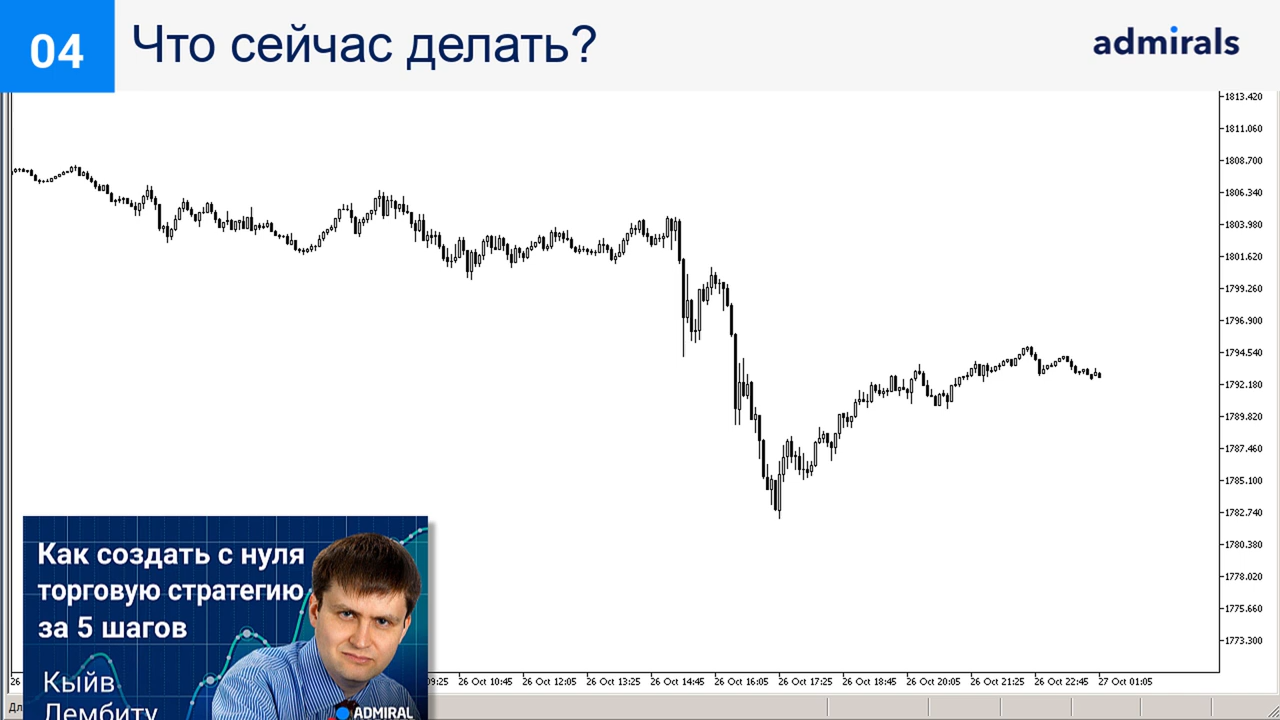 04
Что сейчас делать?
admirals
1813.420
1811.060
1808.700
1806.340
1803.980
1801.620
1799.260
1796.900
1794.540
1792.180
1789.820
1787.460
1785.100
1782.740
1780.380
1778.020
1775.660
1773.300
Как создать с нуля
торговую стратегию
за 5 шагов
Кыйв
Дембиту
ADMIRAL
26
09:25 26 Oct 10:45 26 Oct 12:05 26 Oct 13:25 26 Oct 14:45 26 Oct 16:05 26 Oct 17:25 26 Oct 18:45 26 Oct 20:05 26 Oct 21:25 26 Oct 22:45 27 Oct 01:05